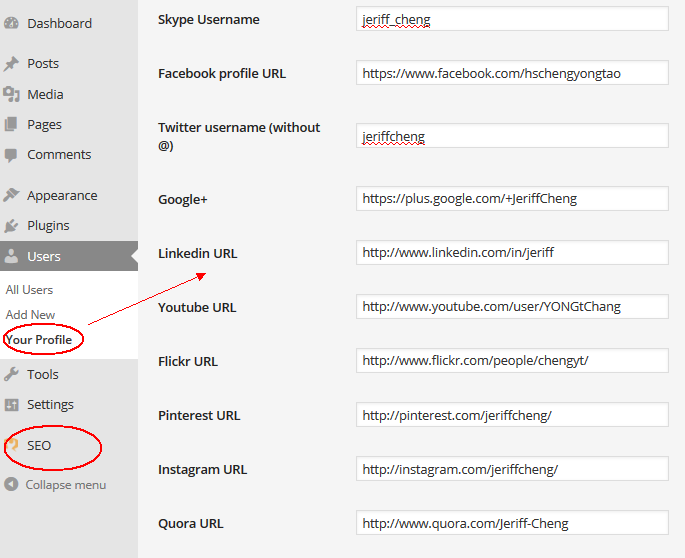 Dashboard
Posts
Media
Pages
Comments
Appearance
Plugins
Users
All Users
Add New
Your Profile
Tools
Settings
SEO
Collapse menu
Skype Username
jeriff_cheng
Facebook profile URL
https://www.facebook.com/hschengyongtao
Twitter username (without
@)
jeriffcheng
Google+
https://plus.google.com/+JeriffCheng
Linkedin URL
http://www.linkedin.com/in/jeriff
Youtube URL
http://www.youtube.com/user/YONGtChang
Flickr URL
http://www.flickr.com/people/chengyt/
Pinterest URL
http://pinterest.com/jeriffcheng/
Instagram URL
http://instagram.com/jeriffcheng/
Quora URL
http://www.quora.com/Jeriff-Cheng